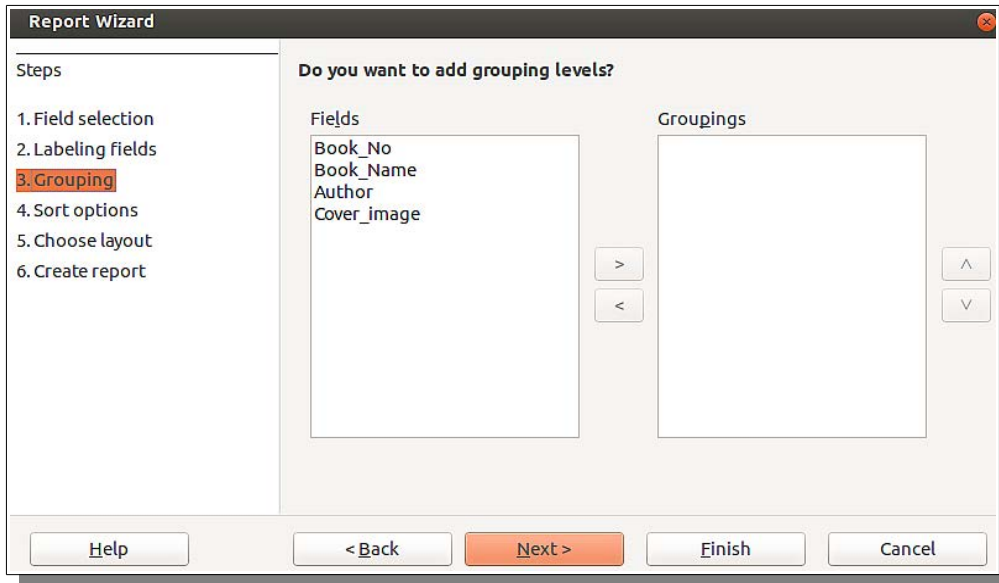 Report Wizard
Steps
1. Field selection
2. Labeling fields
3. Grouping
4. Sort options
5. Choose layout
6. Create report
Do you want to add grouping levels?
Fields
Book_No
Book_Name
Author
Cover_image
>
<
Groupings
^
v
Help
< Back
Next >
Finish
Cancel